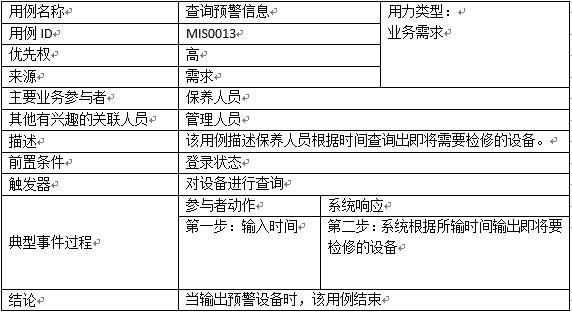 用例名称 查询预警信息 用力类型：
用例 ID MIS0013 业务需求
优先权 高
来源 需求
主要业务参与者 保养人员
其他有兴趣的关联人员 管理人员
描述 该用例描述保养人员根据时间查询出即将需要检修的设备。
前置条件 登录状态
触发器 对设备进行查询
典型事件过程 参与者动作 系统响应
第一步：输入时间 第二步：系统根据所输时间输出即将要
检修的设备
结论 当输出预警设备时，该用例结束